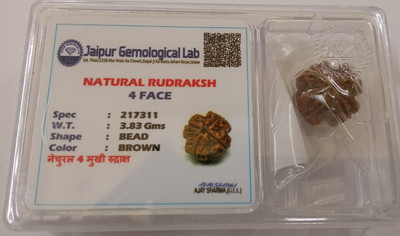 Jaipur Gemological Lab
NATURAL RUDRAKSH
4 FACE
Spec : 217311
W.T. : 3.83 Gms
Shape : BEAD
Color : BROWN
नेचुरल 4 मुखी रुद्राक्ष
AJAY SHARMA,(G.G.)